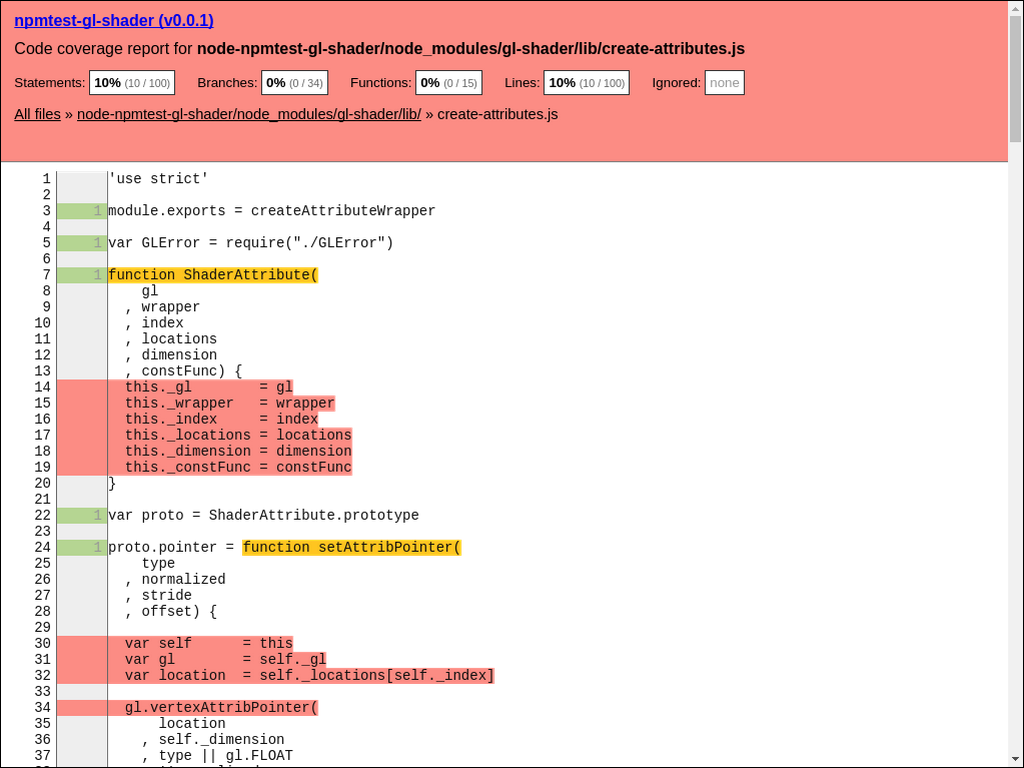 npmtest-gl-shader (v0.0.1)
Code coverage report for node-npmtest-gl-shader/node_modules/gl-shader/lib/create-attributes.js
Statements: 10% (10 / 100) Branches: 0% (0 / 34) Functions: 0% (0 / 15) Lines: 10% (10 / 100) Ignored: none
All files » node-npmtest-gl-shader/node_modules/gl-shader/lib/ » create-attributes.js
1 'use strict'
2
3 1 module.exports = createAttributeWrapper
4
5 1 var GLError = require("./GLError")
6
7 1 function ShaderAttribute(
8 gl
9 , wrapper
10 , index
11 , locations
12 , dimension
13 , constFunc) {
14 this._gl = gl
15 this._wrapper = wrapper
16 this._index = index
17 this._locations = locations
18 this._dimension = dimension
19 this._constFunc = constFunc
20 }
21
22 1 var proto = ShaderAttribute.prototype
23
24 1 proto.pointer = function setAttribPointer(
25 type
26 , normalized
27 , stride
28 , offset) {
29
30 var self = this
31 var gl = self._gl
32 var location = self._locations[self._index]
33
34 gl.vertexAttribPointer(
35 location
36 , self._dimension
37 , type || gl.FLOAT